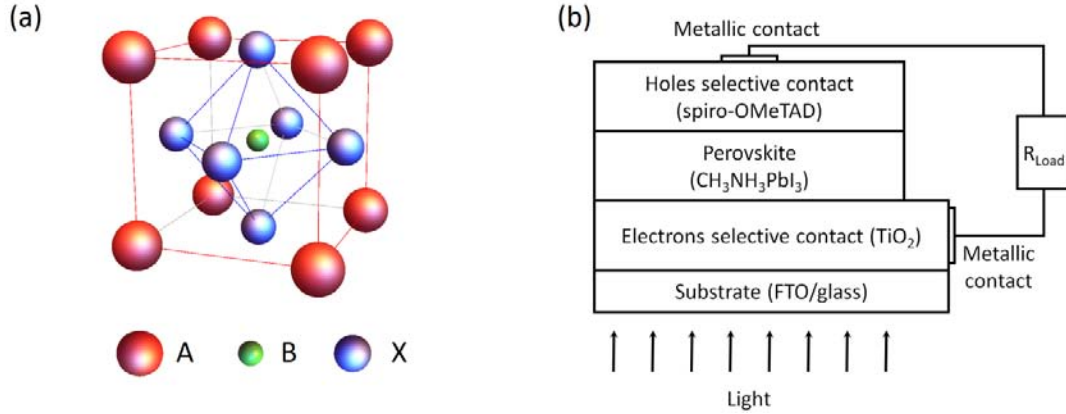 (a)
A
B
X
(b)
Metallic contact
Holes selective contact
(spiro-OMeTAD)
Perovskite
(CH₃NH₃PbI₃)
R_Load
Electrons selective contact (TiO₂)
Metallic
contact
Substrate (FTO/glass)
Light